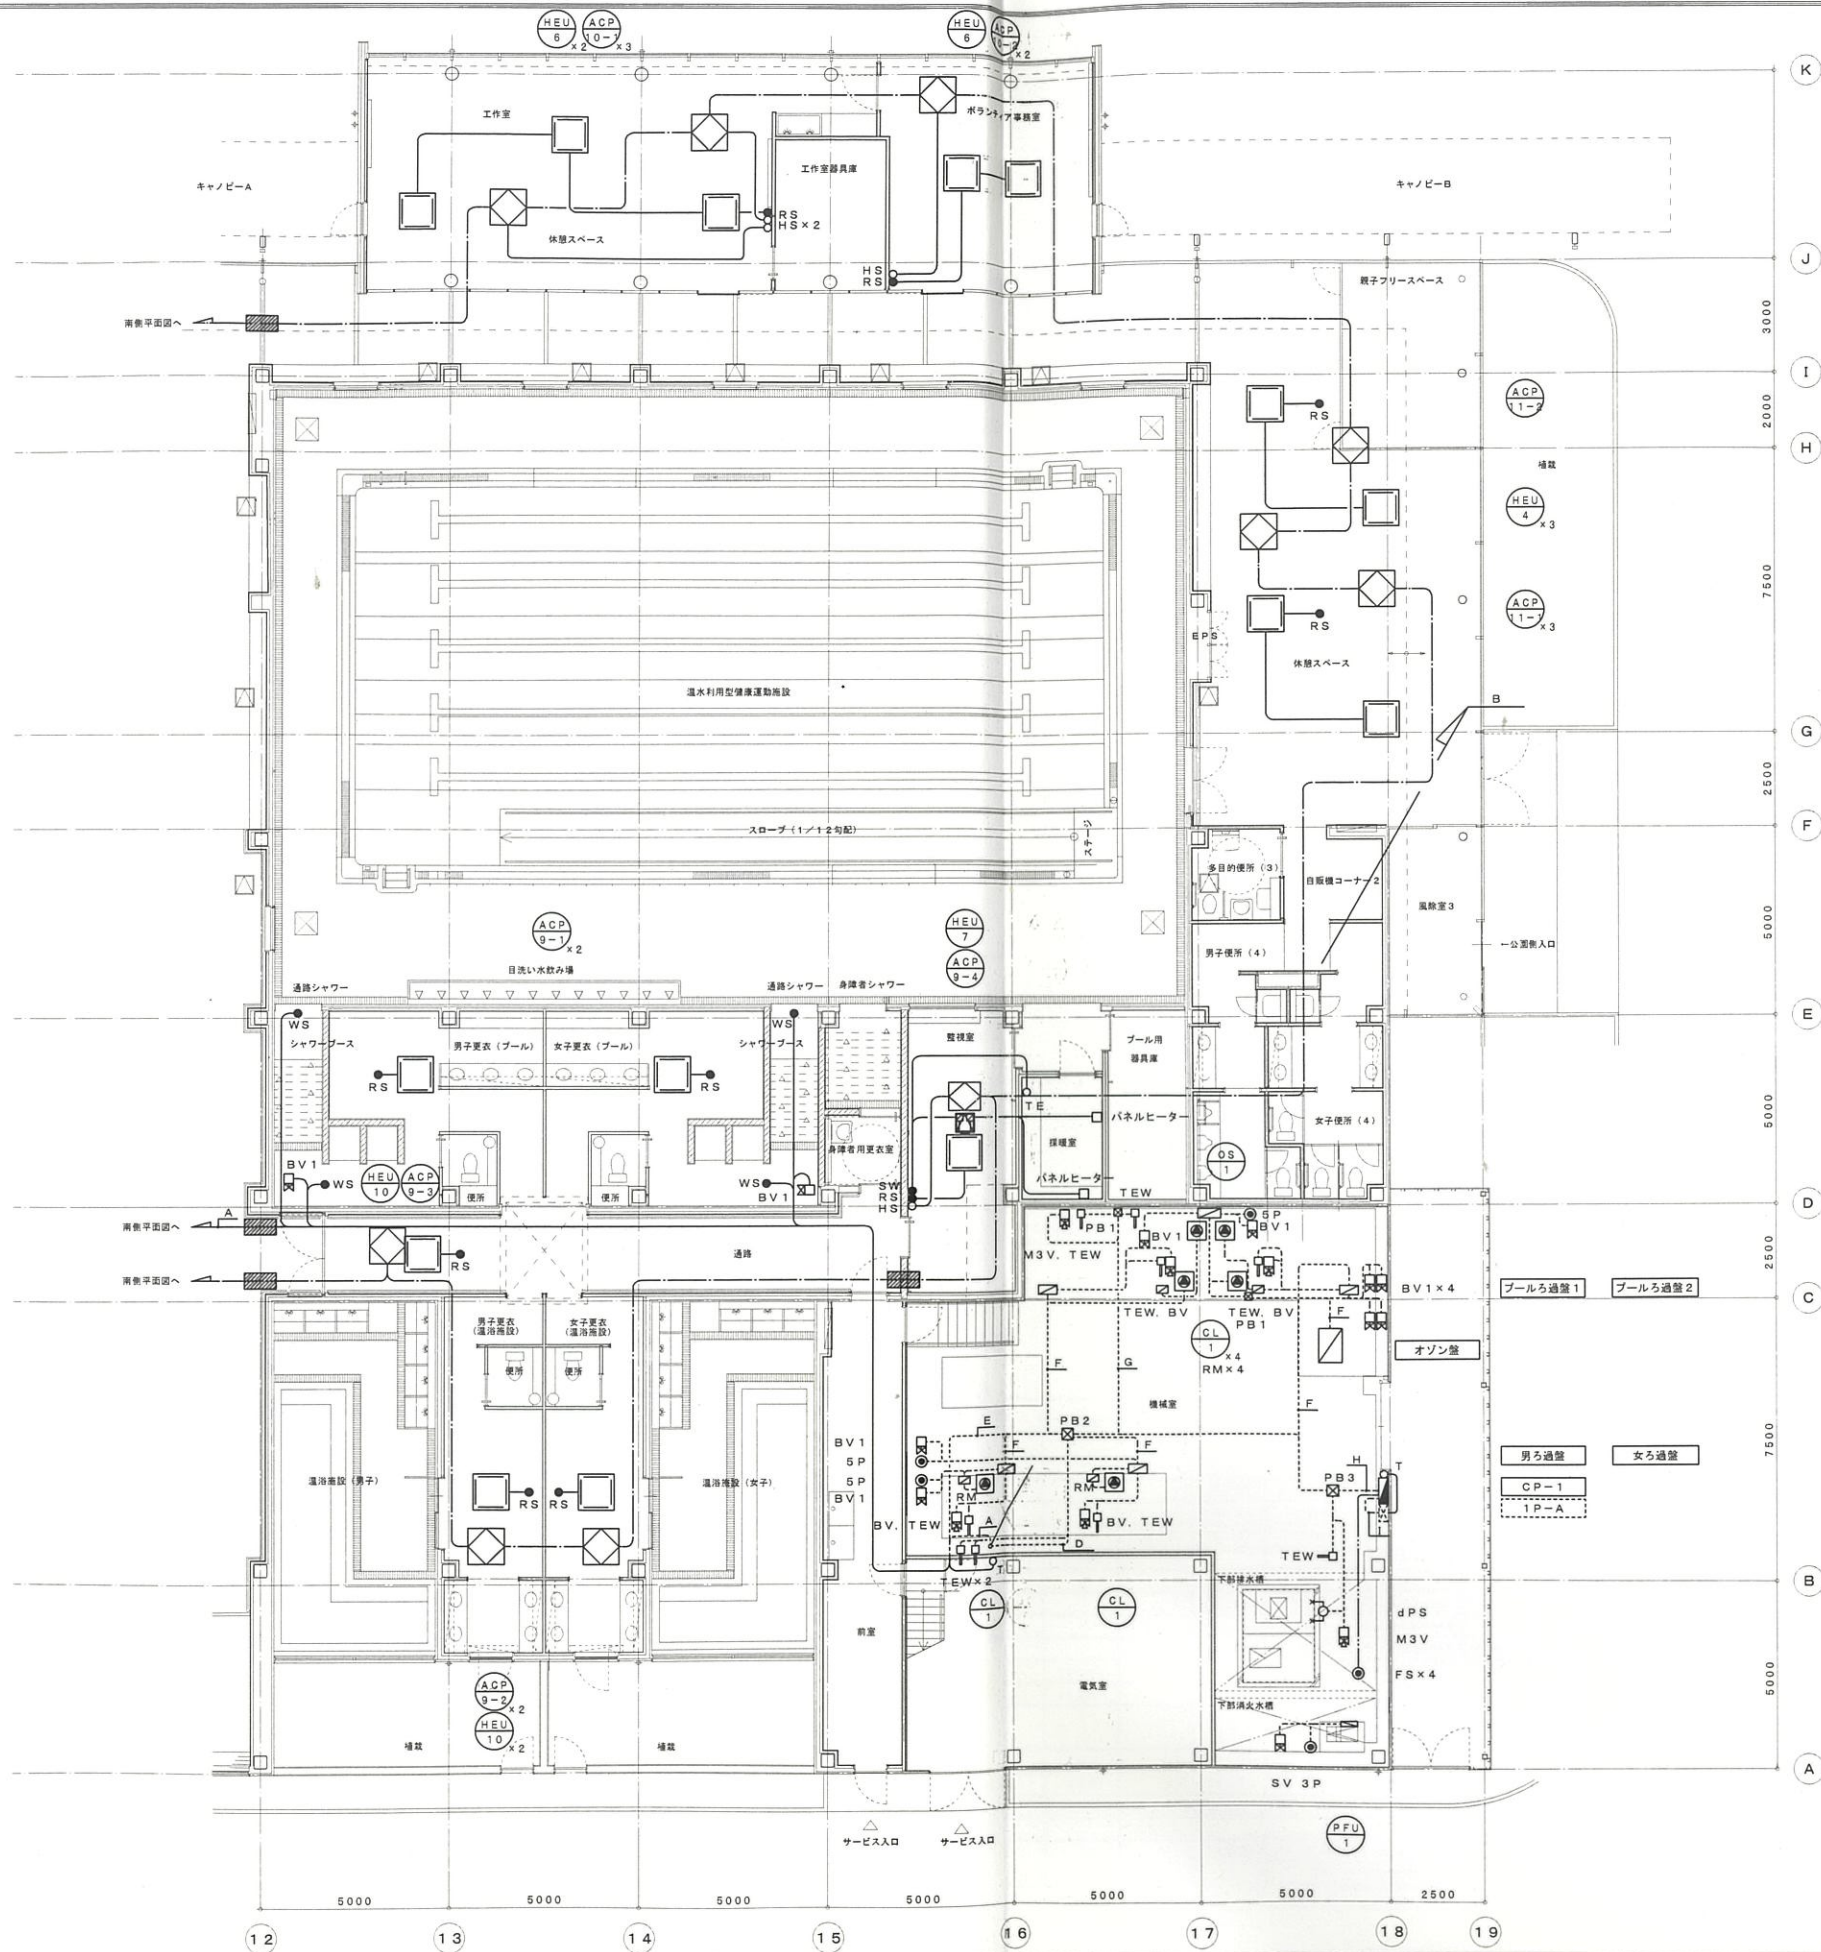 HEU 6 ×2
ACP 10-1 ×3
HEU 6
ACP 10-2 ×2
K
工作室
ボランティア事務室
工作室器具庫
キャノピーA
キャノピーB
RS
HS×2
休憩スペース
HS
RS
J
親子フリースペース
南側平面図へ
3000
I
ACP 11-2
RS
2000
H
植栽
HEU 4 ×3
7500
ACP 11-1 ×3
RS
EPS
休憩スペース
温水利用型健康運動施設
B
G
2500
スロープ(1/12勾配)
ステージ
F
多目的便所(3)
自販機コーナー2
風除室3
ACP 9-1 ×2
HEU 7
ACP 9-4
5000
←公園側入口
男子便所(4)
目洗い水飲み場
通路シャワー
通路シャワー
身障者シャワー
E
WS
WS
シャワーブース
男子更衣(プール)
女子更衣(プール)
シャワーブース
監視室
プール用
器具庫
RS
RS
TE
パネルヒーター
女子便所(4)
5000
採暖室
身障者用更衣室
OS 1
BV1
WS
HEU 10
ACP 9-3
便所
便所
WS
BV1
SW
RS
HS
パネルヒーター
TEW
D
南側平面図へ
A
PB1
BV1
5P
BV1
RS
通路
M3V. TEW
2500
南側平面図へ
BV1×4
プールろ過盤1
プールろ過盤2
C
TEW. BV
TEW. BV
PB1
F
男子更衣
(温浴施設)
女子更衣
(温浴施設)
CL 1 ×4
RM×4
オゾン盤
便所
便所
F
G
機械室
F
E
PB2
BV1
5P
F
F
7500
男ろ過盤
女ろ過盤
温浴施設(男子)
温浴施設(女子)
5P
BV1
H
T
PB3
CP-1
RS
RS
RM
RM
1P-A
BV. TEW
A
BV. TEW
D
TEW
T
TEW×2
下部排水槽
B
CL 1
CL 1
dPS
前室
M3V
FS×4
電気室
5000
ACP 9-2 ×2
HEU 10 ×2
下部消火水槽
植栽
植栽
A
SV 3P
サービス入口
サービス入口
PFU 1
5000
5000
5000
5000
5000
5000
2500
12
13
14
15
16
17
18
19